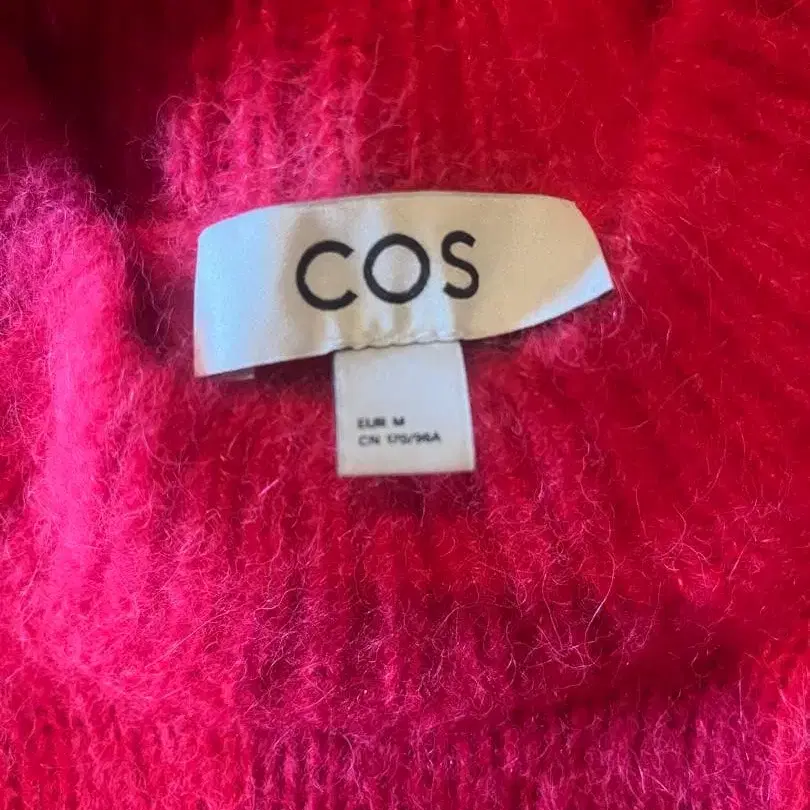 COS
EUR M
CN 170/96A